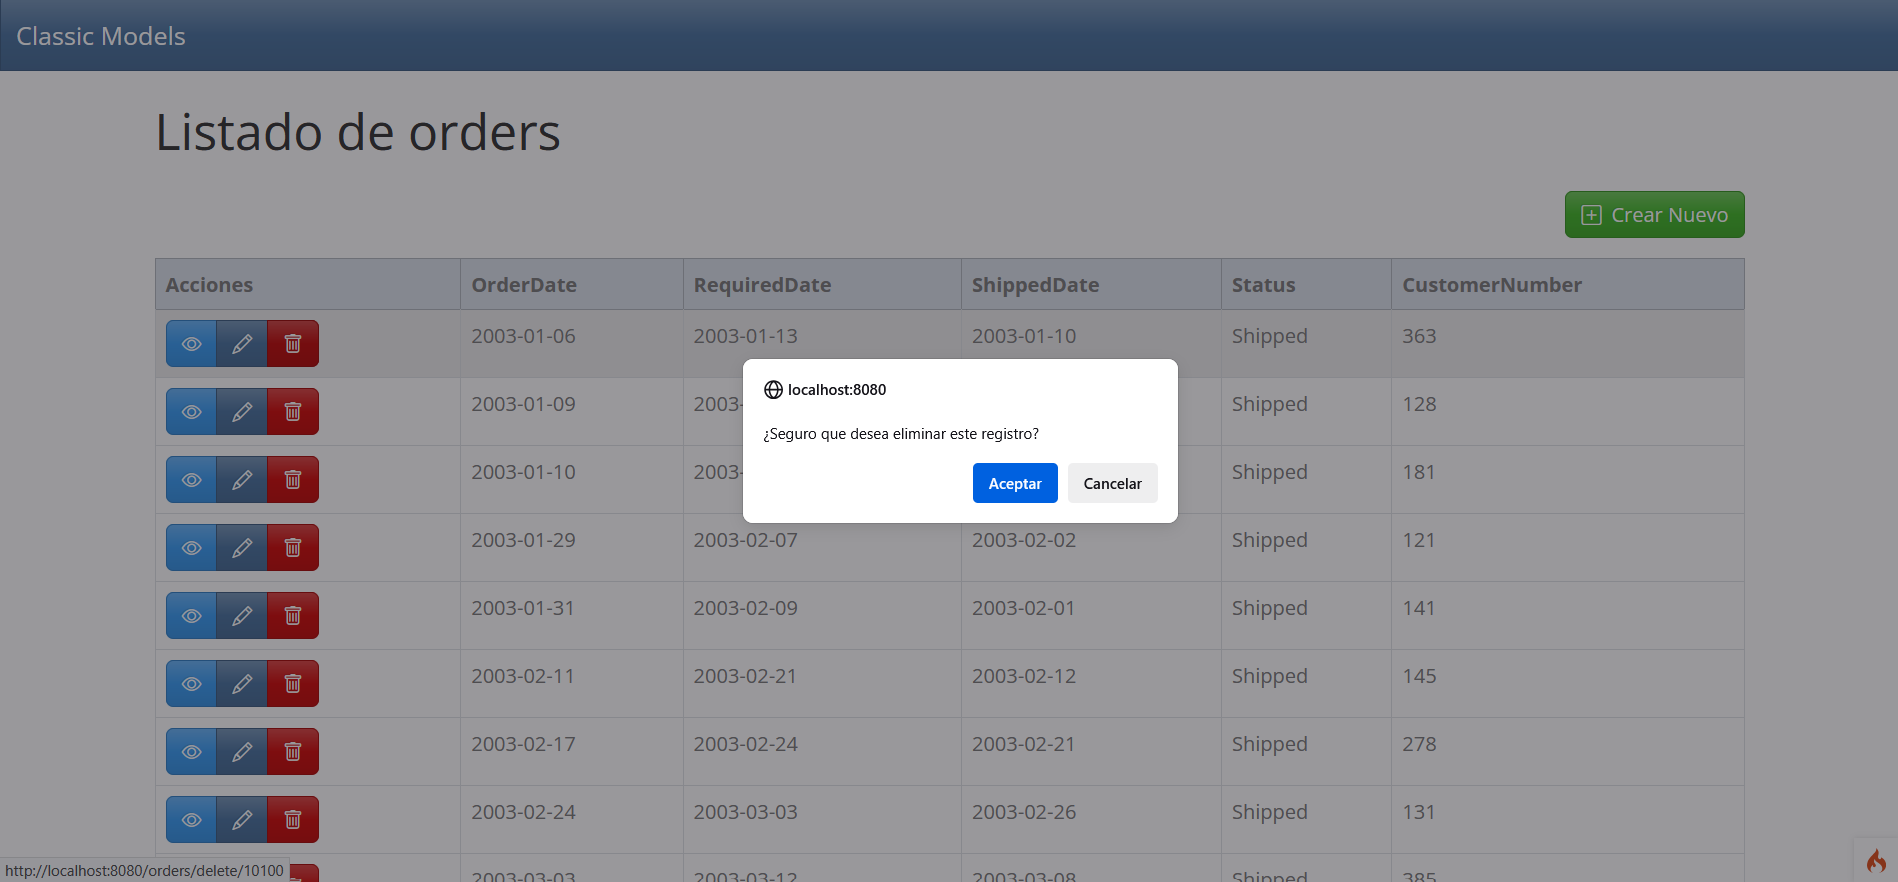 Classic Models
Listado de orders
Crear Nuevo
Acciones OrderDate RequiredDate ShippedDate Status CustomerNumber
2003-01-06 2003-01-13 2003-01-10 Shipped 363
2003-01-09 2003- Shipped 128
2003-01-10 2003- Shipped 181
localhost:8080
¿Seguro que desea eliminar este registro?
Aceptar Cancelar
2003-01-29 2003-02-07 2003-02-02 Shipped 121
2003-01-31 2003-02-09 2003-02-01 Shipped 141
2003-02-11 2003-02-21 2003-02-12 Shipped 145
2003-02-17 2003-02-24 2003-02-21 Shipped 278
2003-02-24 2003-03-03 2003-02-26 Shipped 131
2003-03-03 2003-03-12 2003-03-08 Shipped 385
http://localhost:8080/orders/delete/10100